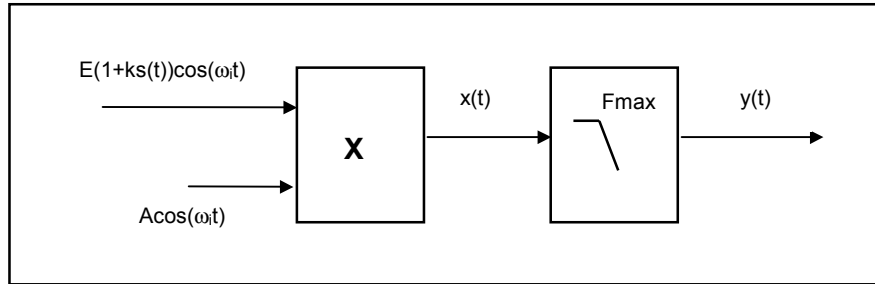 E(1+ks(t))cos(ωᵢt)
x(t)
Fmax
y(t)
X
Acos(ωᵢt)